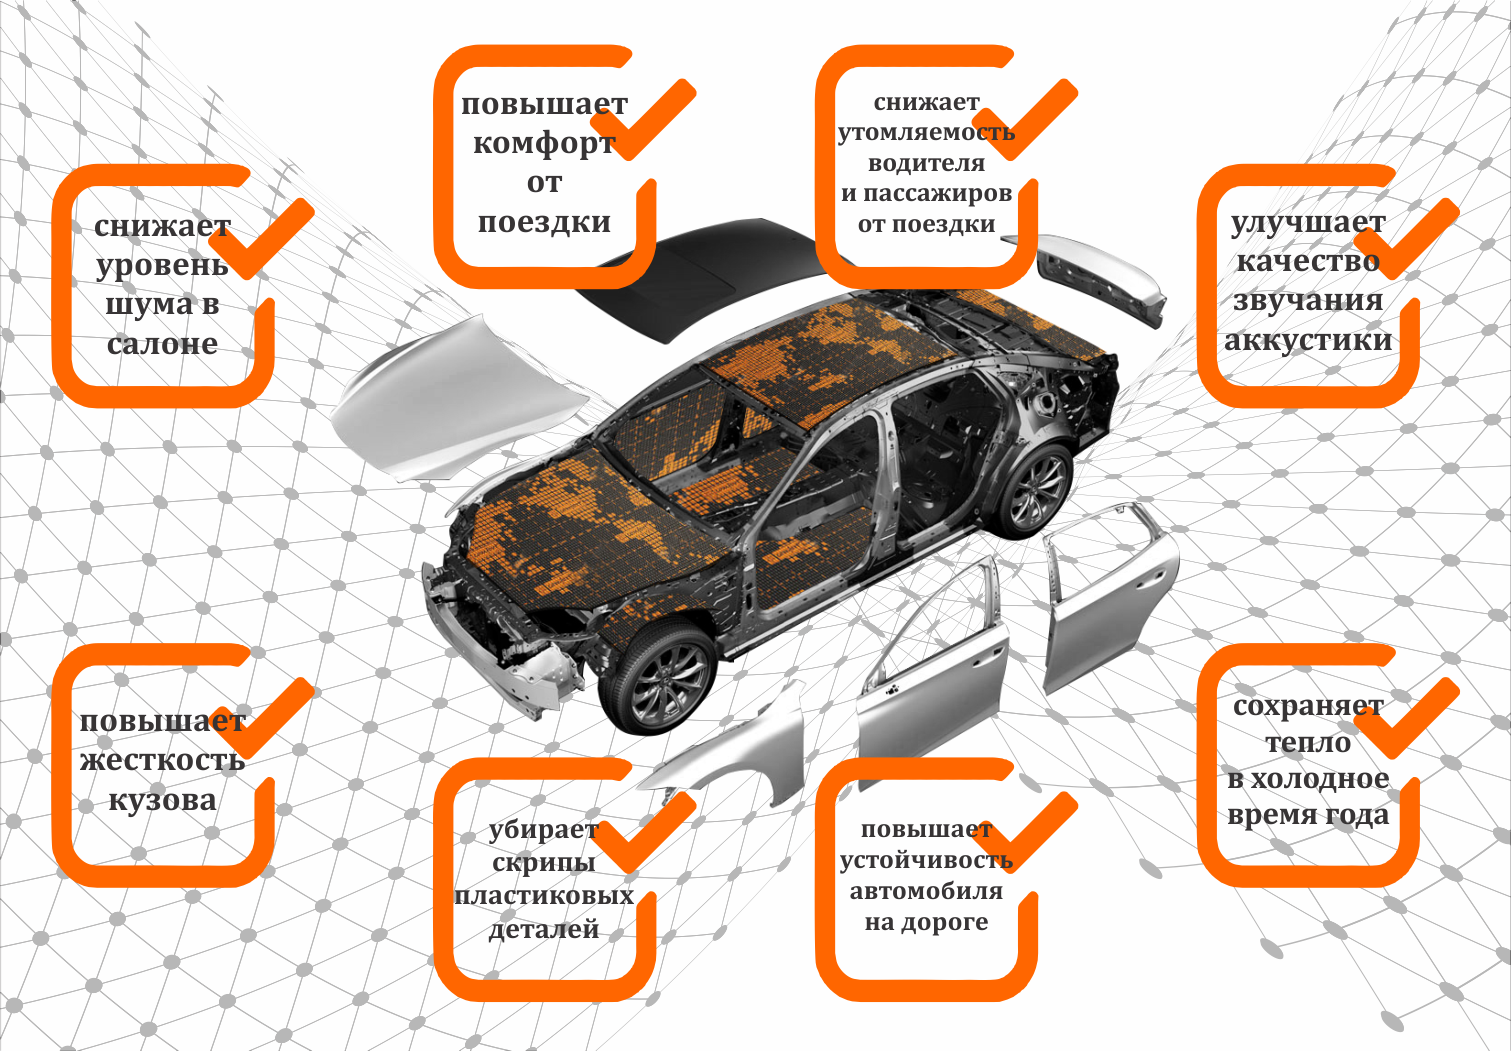 повышает
комфорт
от
поездки
снижает
утомляемость
водителя
и пассажиров
от поездки
снижает
уровень
шума в
салоне
улучшает
качество
звучания
аккустики
повышает
жесткость
кузова
убирает
скрипы
пластиковых
деталей
повышает
устойчивость
автомобиля
на дороге
сохраняет
тепло
в холодное
время года